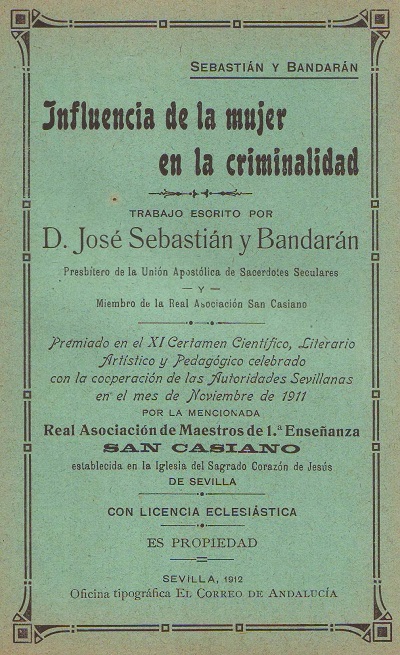 SEBASTIÁN Y BANDARÁN
Influencia de la mujer
en la criminalidad
TRABAJO ESCRITO POR
D. José Sebastián y Bandarán
Presbítero de la Unión Apostólica de Sacerdotes Seculares
— Y —
Miembro de la Real Asociación San Casiano
Premiado en el XI Certamen Científico, Literario
Artístico y Pedagógico celebrado
con la cooperación de las Autoridades Sevillanas
en el mes de Noviembre de 1911
POR LA MENCIONADA
Real Asociación de Maestros de 1.ª Enseñanza
SAN CASIANO
establecida en la Iglesia del Sagrado Corazón de Jesús
DE SEVILLA
CON LICENCIA ECLESIÁSTICA
ES PROPIEDAD
SEVILLA, 1912
Oficina tipográfica EL CORREO DE ANDALUCÍA